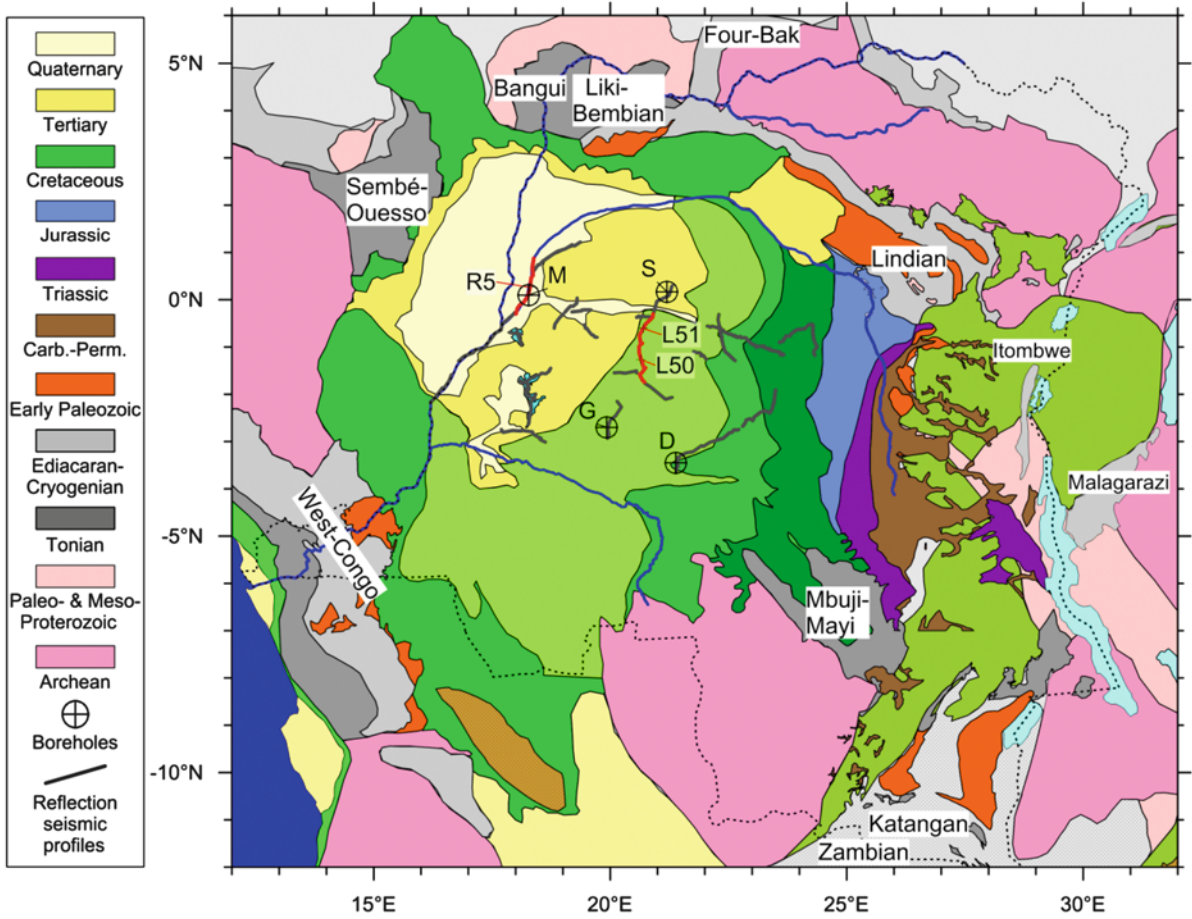 Quaternary
Tertiary
Cretaceous
Jurassic
Triassic
Carb.-Perm.
Early Paleozoic
Ediacaran-
Cryogenian
Tonian
Paleo- & Meso-
Proterozoic
Archean
Boreholes
Reflection
seismic
profiles
5°N
0°N
-5°N
-10°N
15°E
20°E
25°E
30°E
Four-Bak
Bangui
Liki-
Bembian
Sembé-
Ouesso
Lindian
R5
M
S
L51
L50
Itombwe
G
D
Malagarazi
West-Congo
Mbuji-
Mayi
Katangan
Zambian